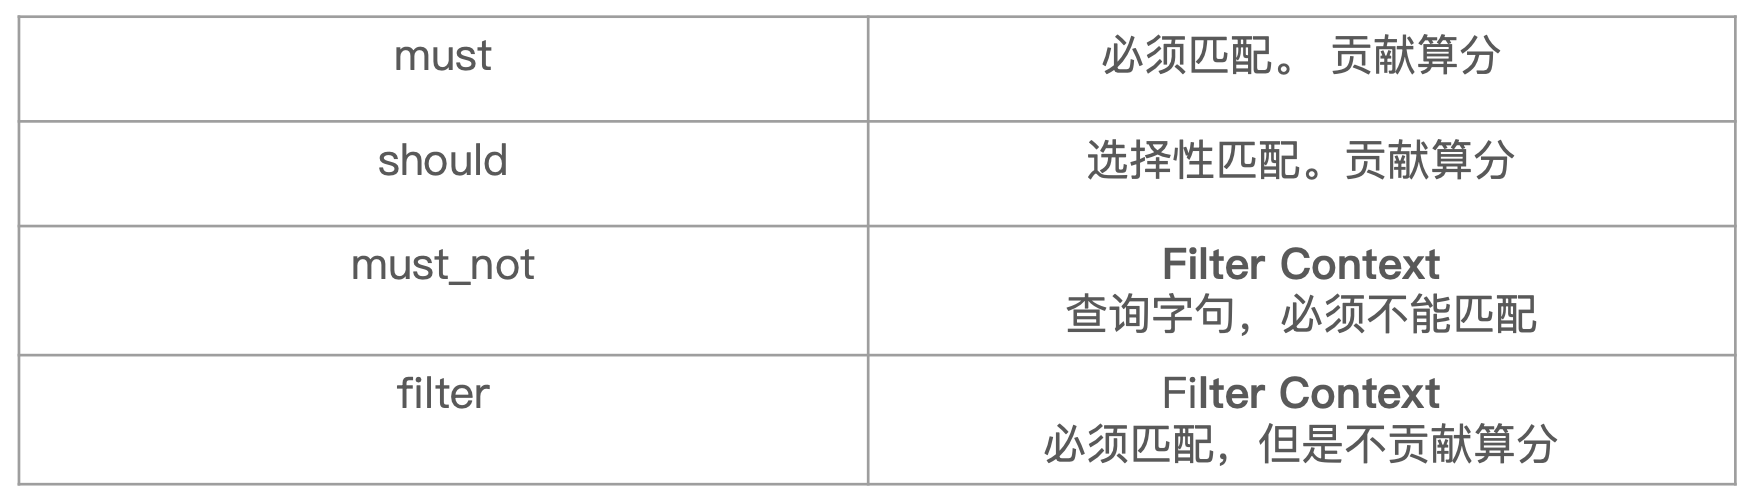 must
必须匹配。 贡献算分
should
选择性匹配。贡献算分
must_not
Filter Context
查询字句，必须不能匹配
filter
Filter Context
必须匹配，但是不贡献算分